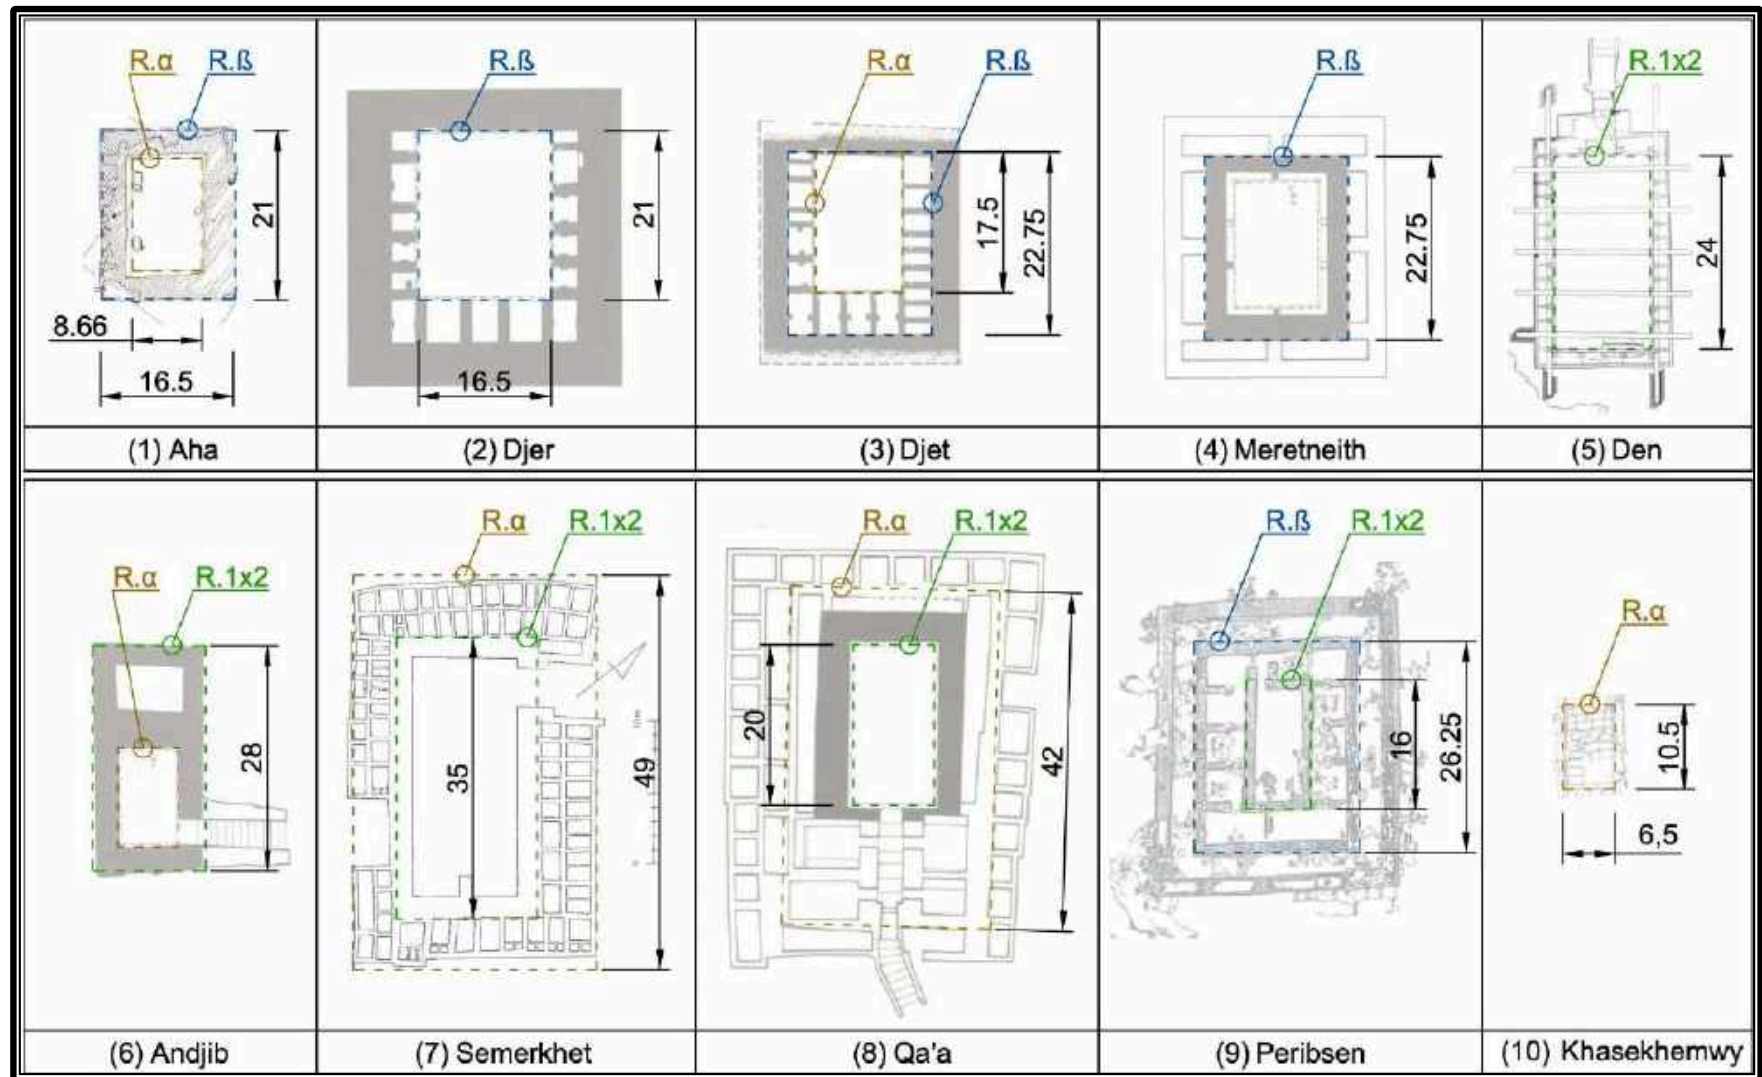 R.α R.ß
21
8.66
16.5
(1) Aha
R.ß
21
16.5
(2) Djer
R.α R.ß
17.5
22.75
(3) Djet
R.ß
22.75
(4) Meretneith
R.1x2
24
(5) Den
R.α R.1x2
28
(6) Andjib
R.α R.1x2
35
49
(7) Semerkhet
R.α R.1x2
20
42
(8) Qa'a
R.ß R.1x2
16
26.25
(9) Peribsen
R.α
10.5
6,5
(10) Khasekhemwy